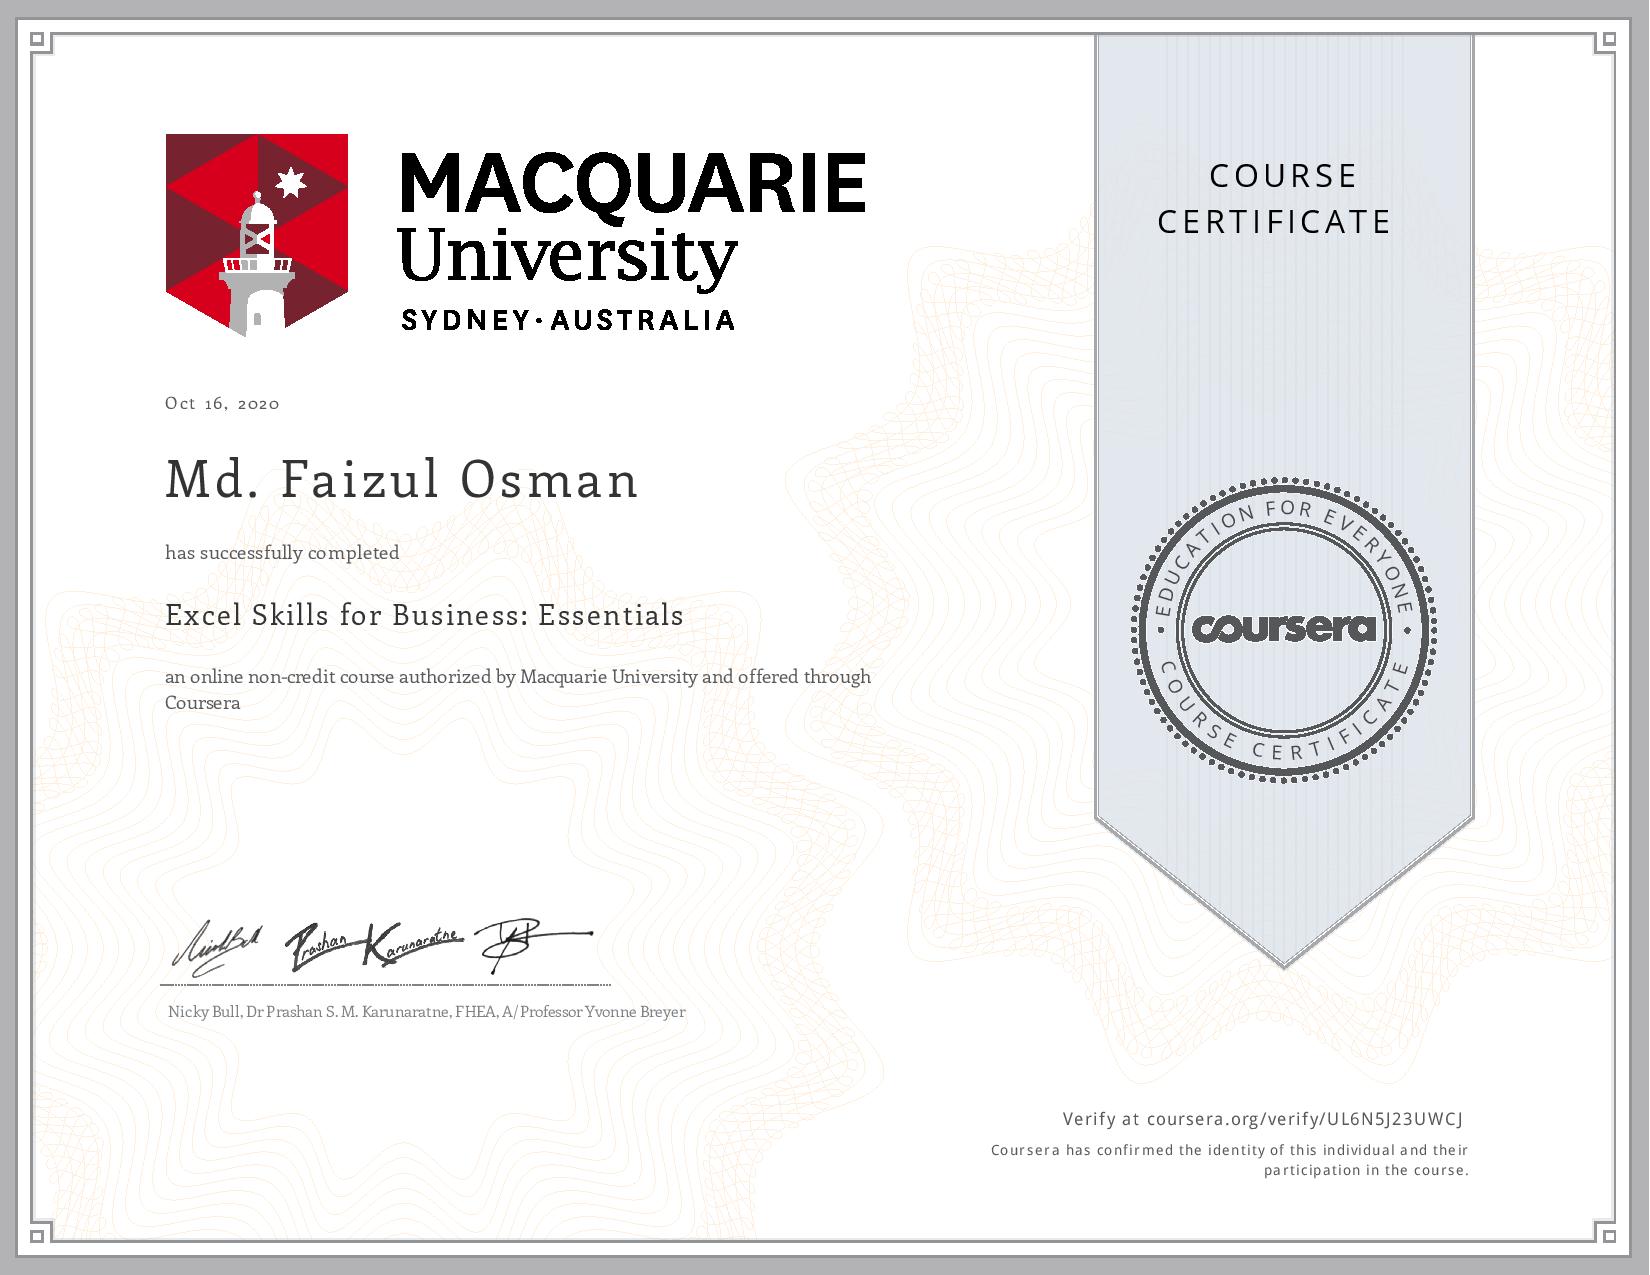 MACQUARIE
University
SYDNEY·AUSTRALIA
Oct 16, 2020
Md. Faizul Osman
has successfully completed
Excel Skills for Business: Essentials
an online non-credit course authorized by Macquarie University and offered through
Coursera
Nicky Bull, Dr Prashan S. M. Karunaratne, FHEA, A/Professor Yvonne Breyer
Prashan Karunaratne
COURSE
CERTIFICATE
EDUCATION FOR EVERYONE
coursera
COURSE CERTIFICATE
Verify at coursera.org/verify/UL6N5J23UWCJ
Coursera has confirmed the identity of this individual and their
participation in the course.